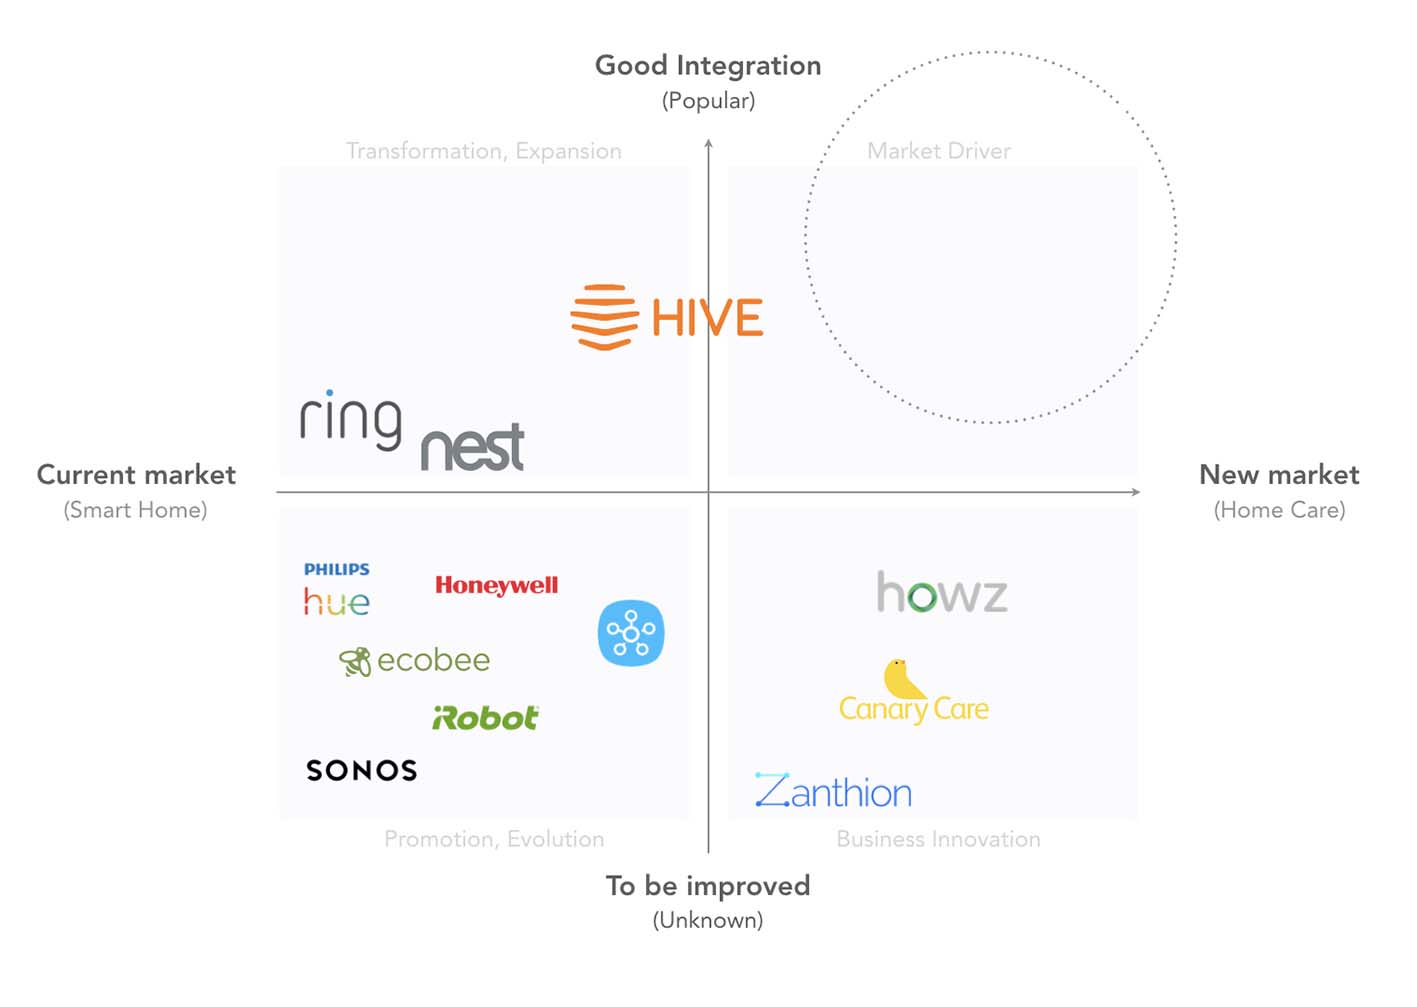 Good Integration
(Popular)
Transformation, Expansion
Market Driver
HIVE
ring
nest
Current market
(Smart Home)
New market
(Home Care)
PHILIPS
hue
Honeywell
howz
ecobee
Canary Care
iRobot
SONOS
Zanthion
Promotion, Evolution
Business Innovation
To be improved
(Unknown)